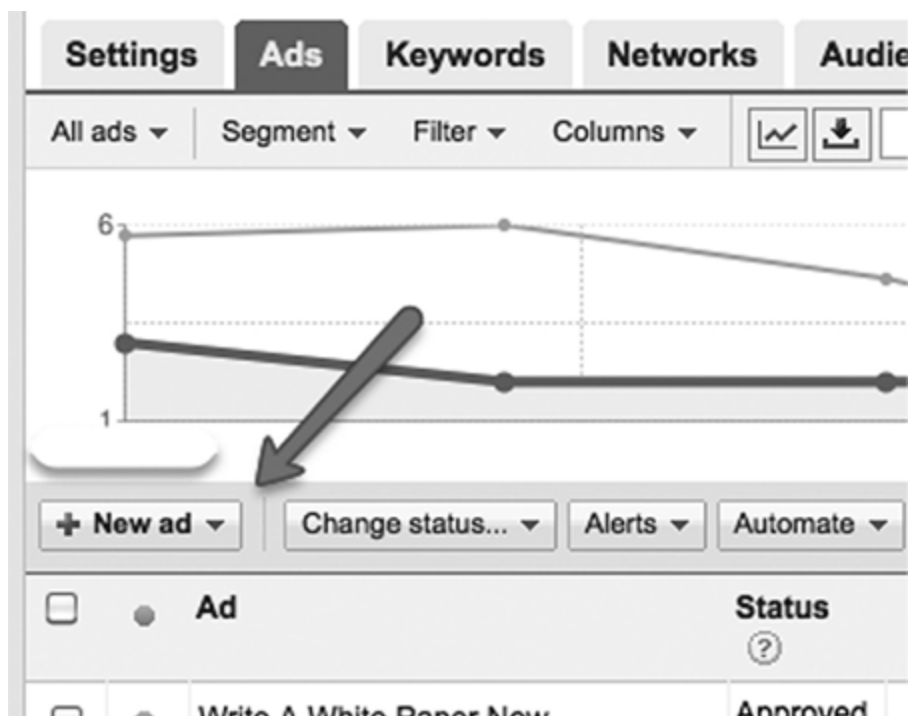 Settings Ads Keywords Networks Audie
All ads Segment Filter Columns
6
1
+ New ad Change status... Alerts Automate
Ad Status
?
Write A White Paper Now Approved